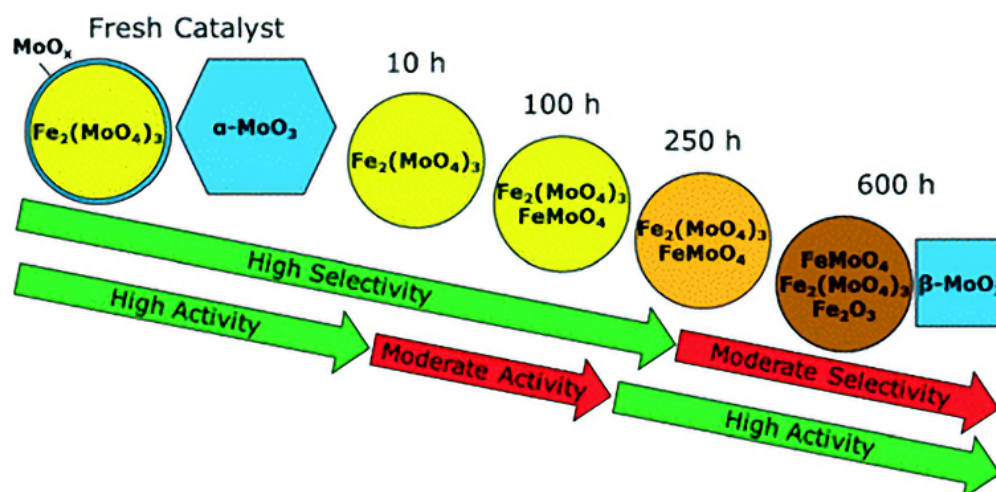 Fresh Catalyst
MoOₓ
Fe₂(MoO₄)₃
α-MoO₃
10 h
Fe₂(MoO₄)₃
100 h
Fe₂(MoO₄)₃
FeMoO₄
250 h
Fe₂(MoO₄)₃
FeMoO₄
600 h
FeMoO₄
Fe₂(MoO₄)₃
Fe₂O₃
β-MoO₃
High Selectivity
Moderate Selectivity
High Activity
Moderate Activity
High Activity